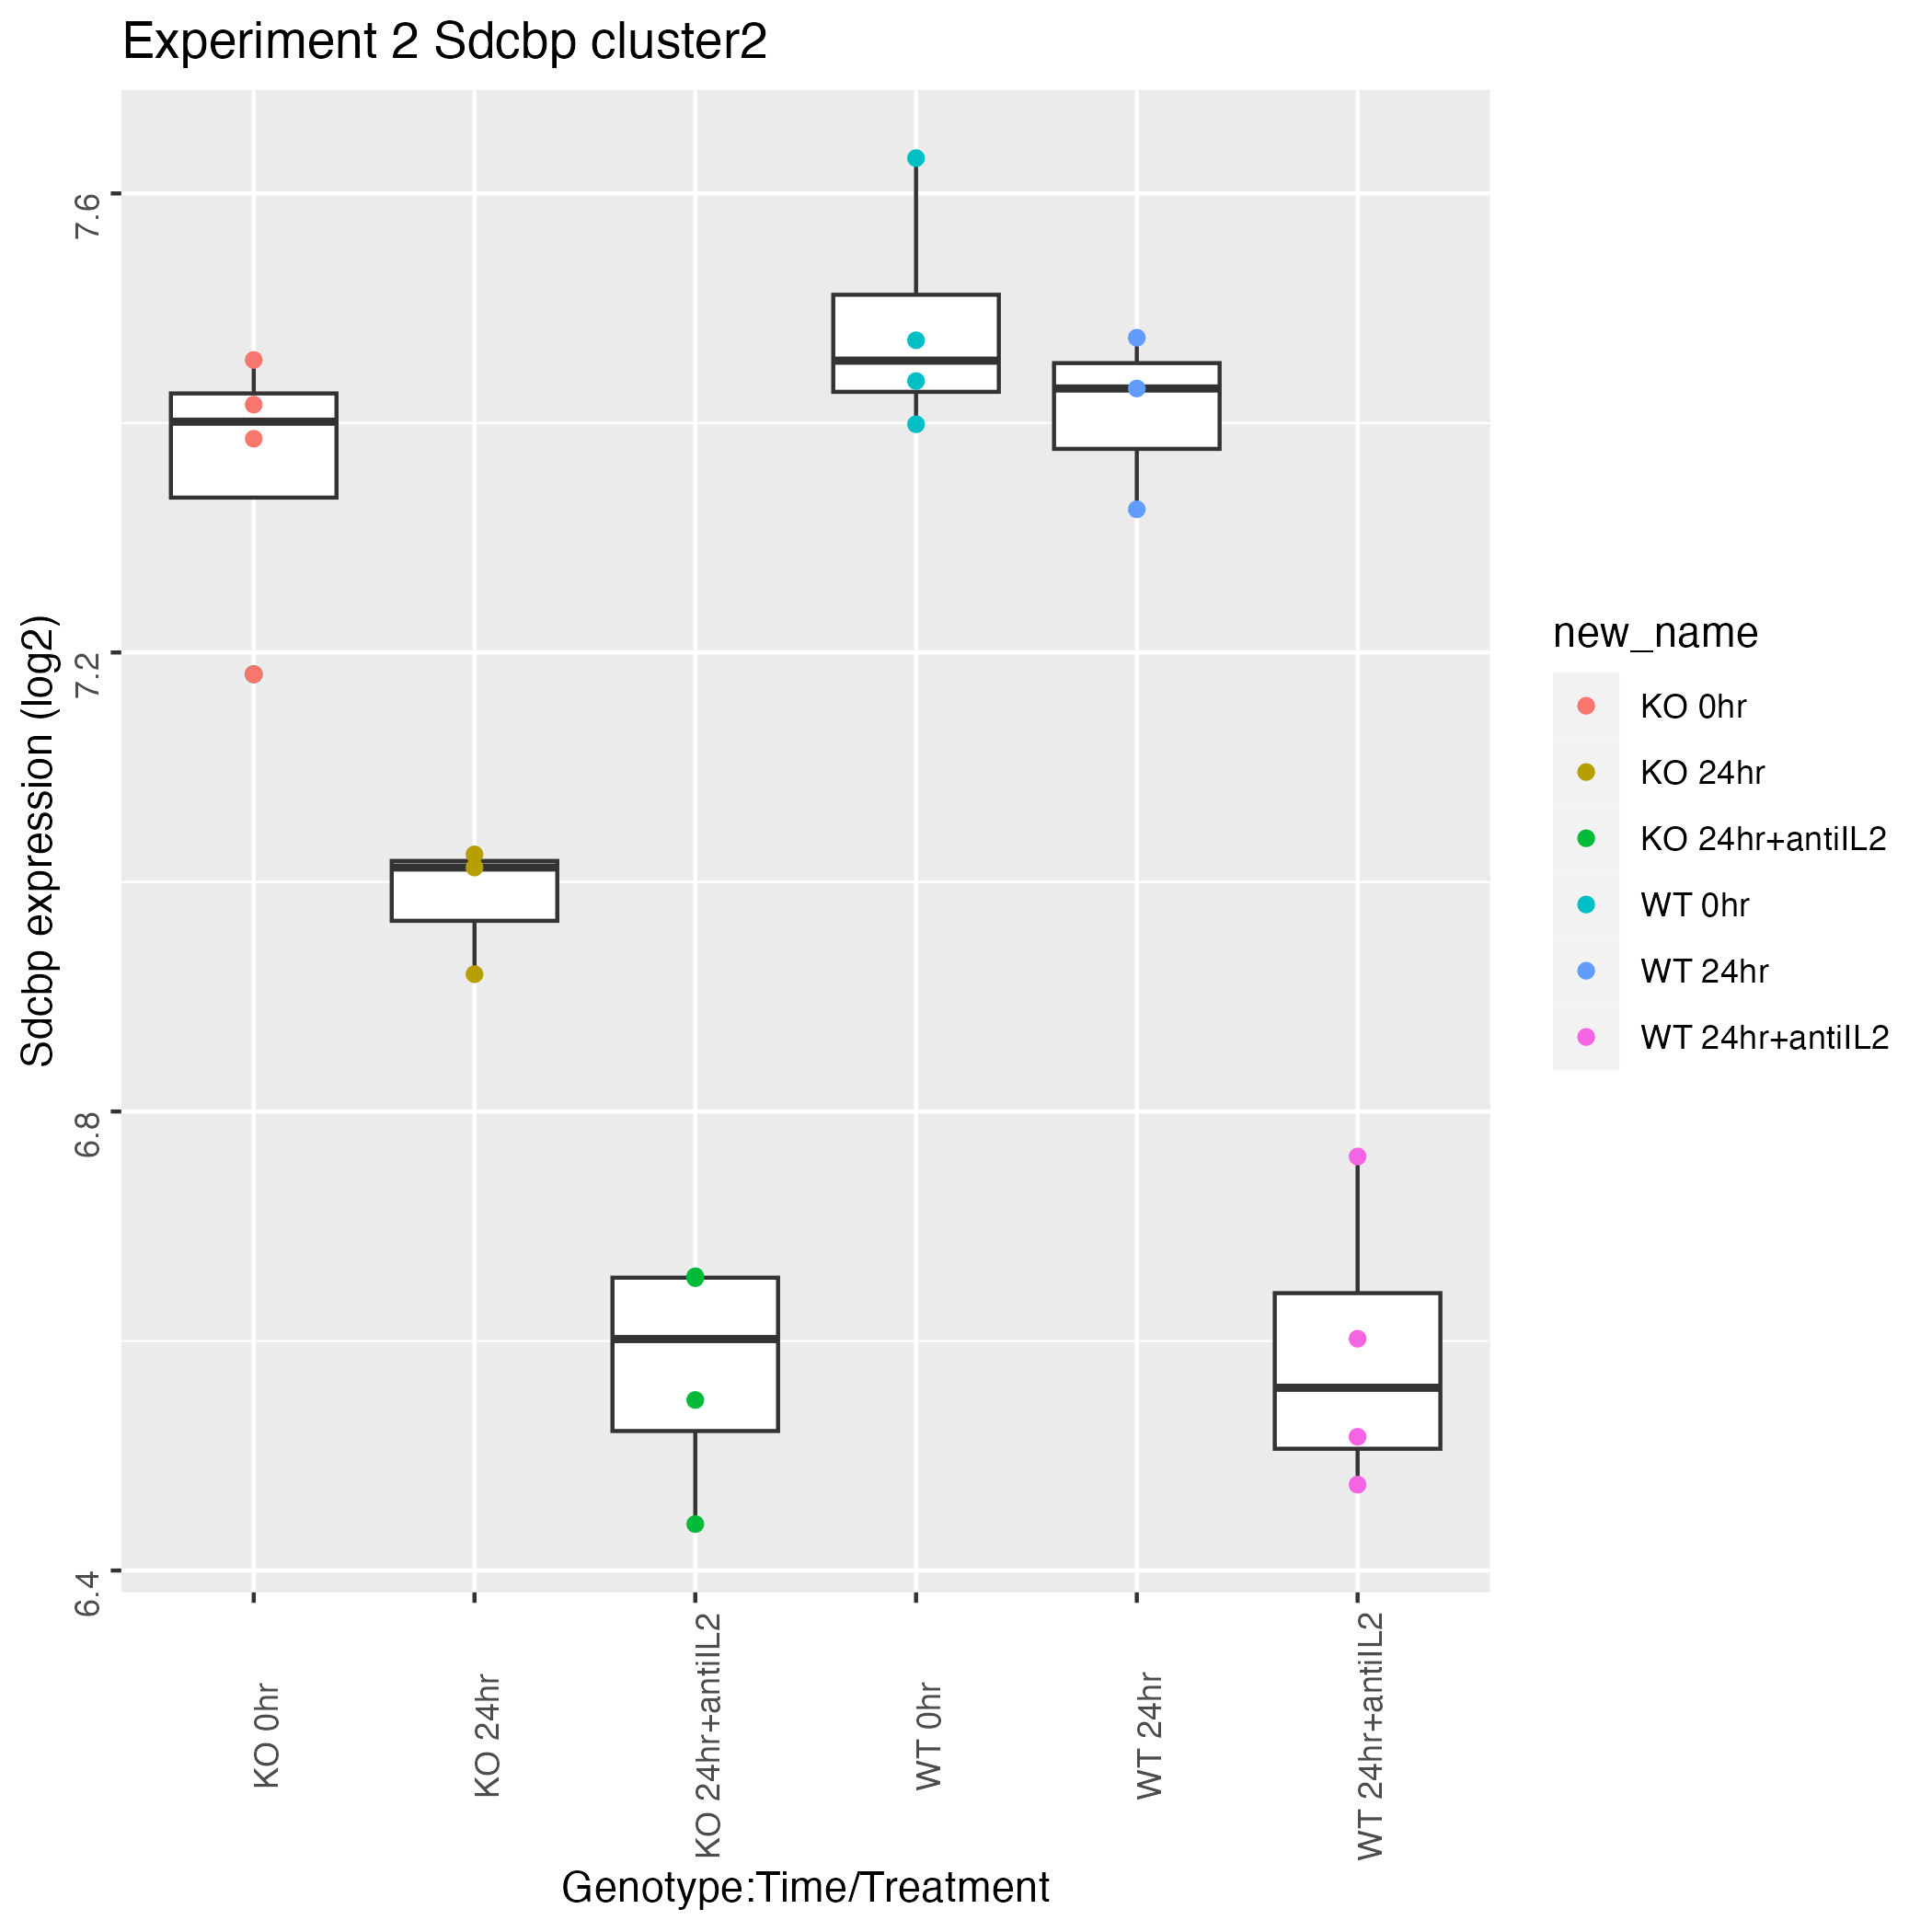 Experiment 2 Sdcbp cluster2
Sdcbp expression (log2)
7.6
7.2
6.8
6.4
KO 0hr
KO 24hr
KO 24hr+antiIL2
WT 0hr
WT 24hr
WT 24hr+antiIL2
Genotype:Time/Treatment
new_name
KO 0hr
KO 24hr
KO 24hr+antiIL2
WT 0hr
WT 24hr
WT 24hr+antiIL2